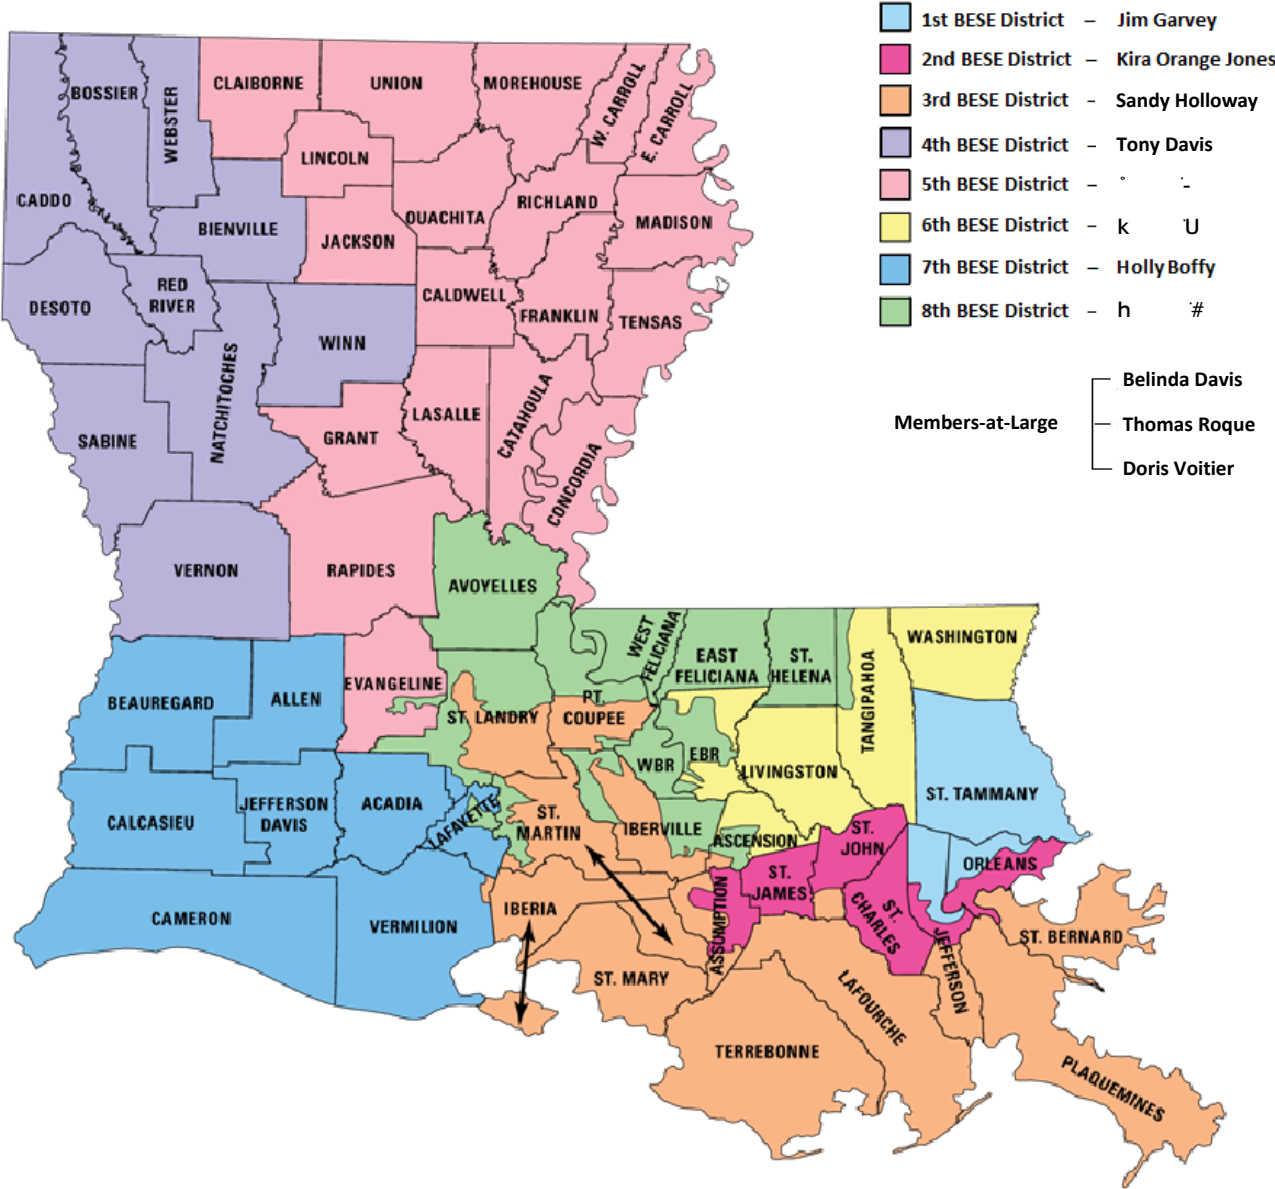 1st BESE District – Jim Garvey
2nd BESE District – Kira Orange Jones
3rd BESE District – Sandy Holloway
4th BESE District – Tony Davis
5th BESE District –
6th BESE District – k U
7th BESE District – Holly Boffy
8th BESE District – h #
Members-at-Large
Belinda Davis
Thomas Roque
Doris Voitier
CADDO
BOSSIER
WEBSTER
CLAIBORNE
UNION
MOREHOUSE
W. CARROLL
E. CARROLL
LINCOLN
BIENVILLE
JACKSON
OUACHITA
RICHLAND
MADISON
DESOTO
RED
RIVER
WINN
CALDWELL
FRANKLIN
TENSAS
SABINE
NATCHITOCHES
GRANT
LASALLE
CATAHOULA
CONCORDIA
VERNON
RAPIDES
AVOYELLES
BEAUREGARD
ALLEN
EVANGELINE
ST. LANDRY
PT.
COUPEE
WEST
FELICIANA
EAST
FELICIANA
ST.
HELENA
TANGIPAHOA
WASHINGTON
CALCASIEU
JEFFERSON
DAVIS
ACADIA
LAFAYETTE
ST.
MARTIN
IBERVILLE
WBR
EBR
LIVINGSTON
ASCENSION
ST. TAMMANY
ST.
JOHN
ORLEANS
CAMERON
VERMILION
IBERIA
ST. MARY
ASSUMPTION
ST.
JAMES
ST.
CHARLES
JEFFERSON
ST. BERNARD
TERREBONNE
LAFOURCHE
PLAQUEMINES